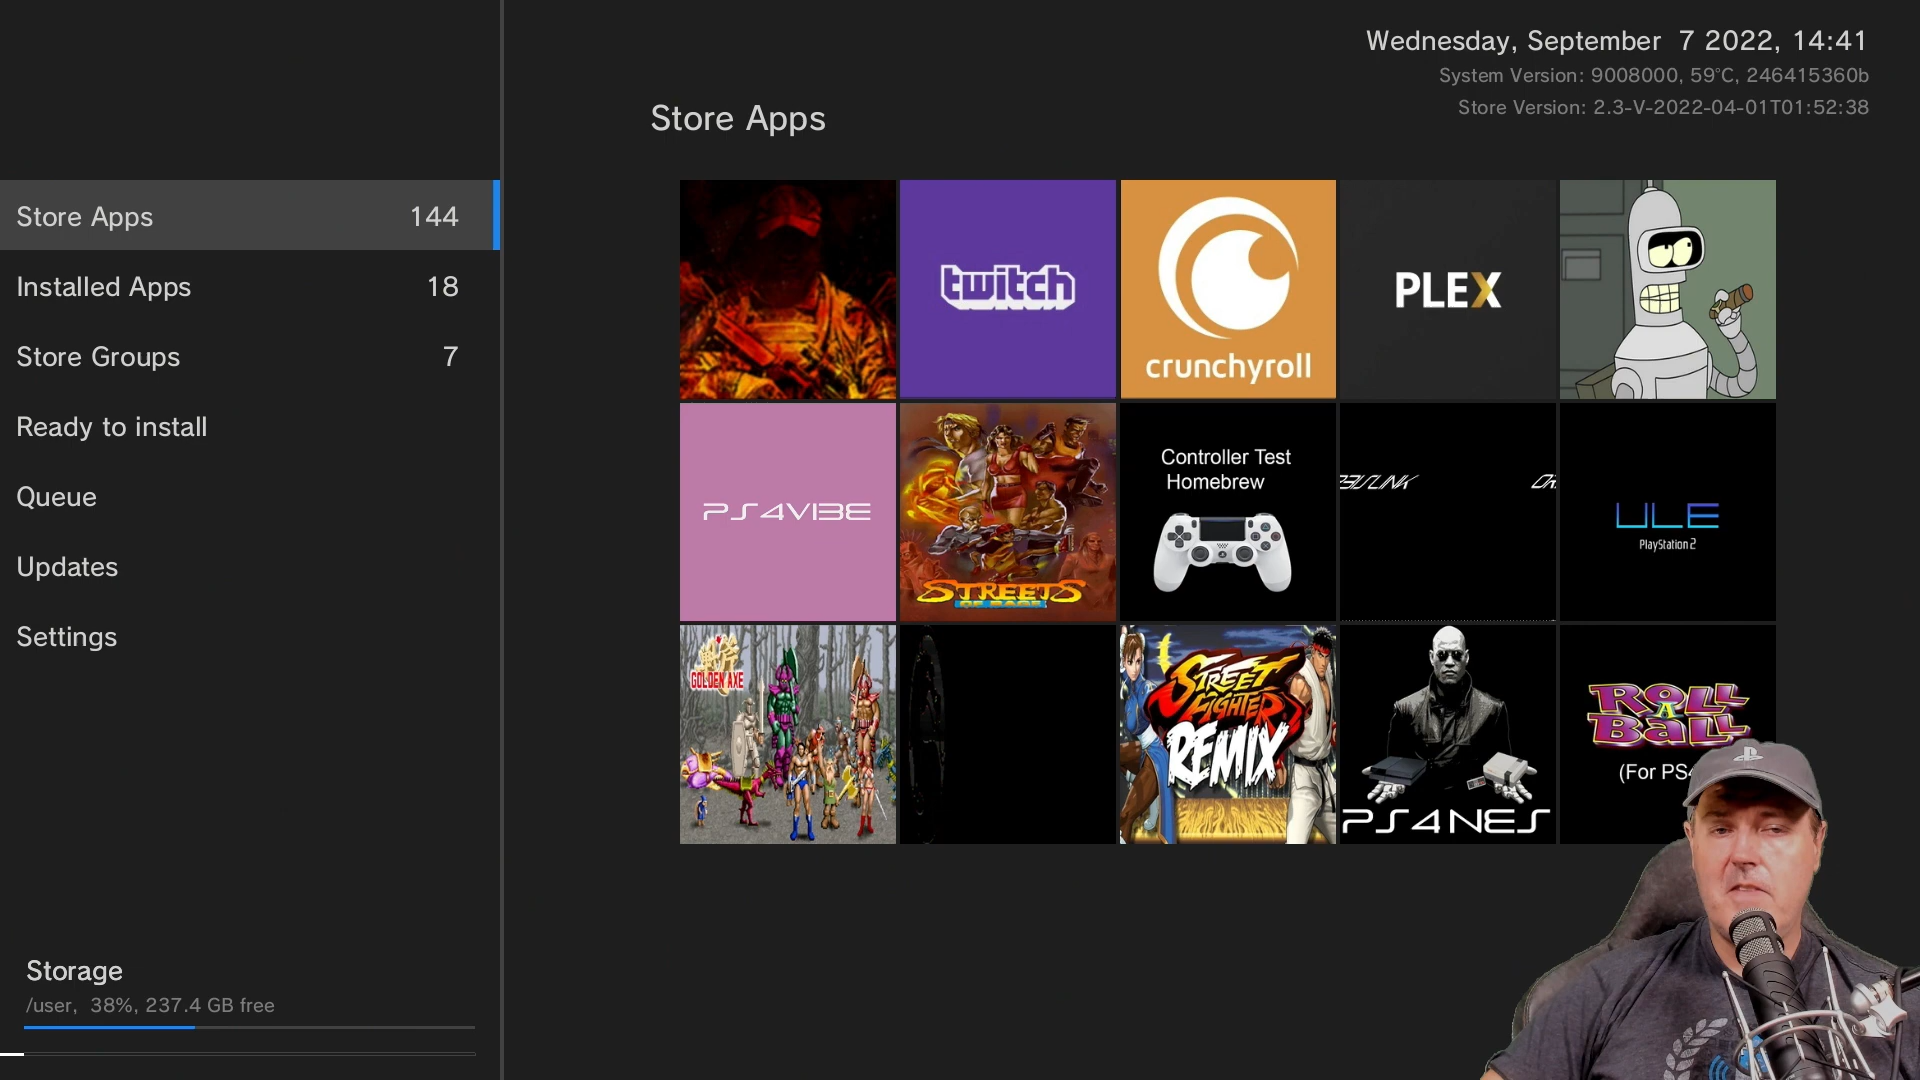 Wednesday, September 7 2022, 14:41
System Version: 9008000, 59°C, 246415360b
Store Version: 2.3-V-2022-04-01T01:52:38
Store Apps
Store Apps 144
Installed Apps 18
Store Groups 7
Ready to install
Queue
Updates
Settings
twitch
crunchyroll
PLEX
PS4VIBE
STREETS
OF RAGE
Controller Test
Homebrew
ULE
PlayStation 2
GOLDEN AXE
STREET
FIGHTER
REMIX
PS4NES
ROLL
A
BALL
(For PS4
Storage
/user, 38%, 237.4 GB free